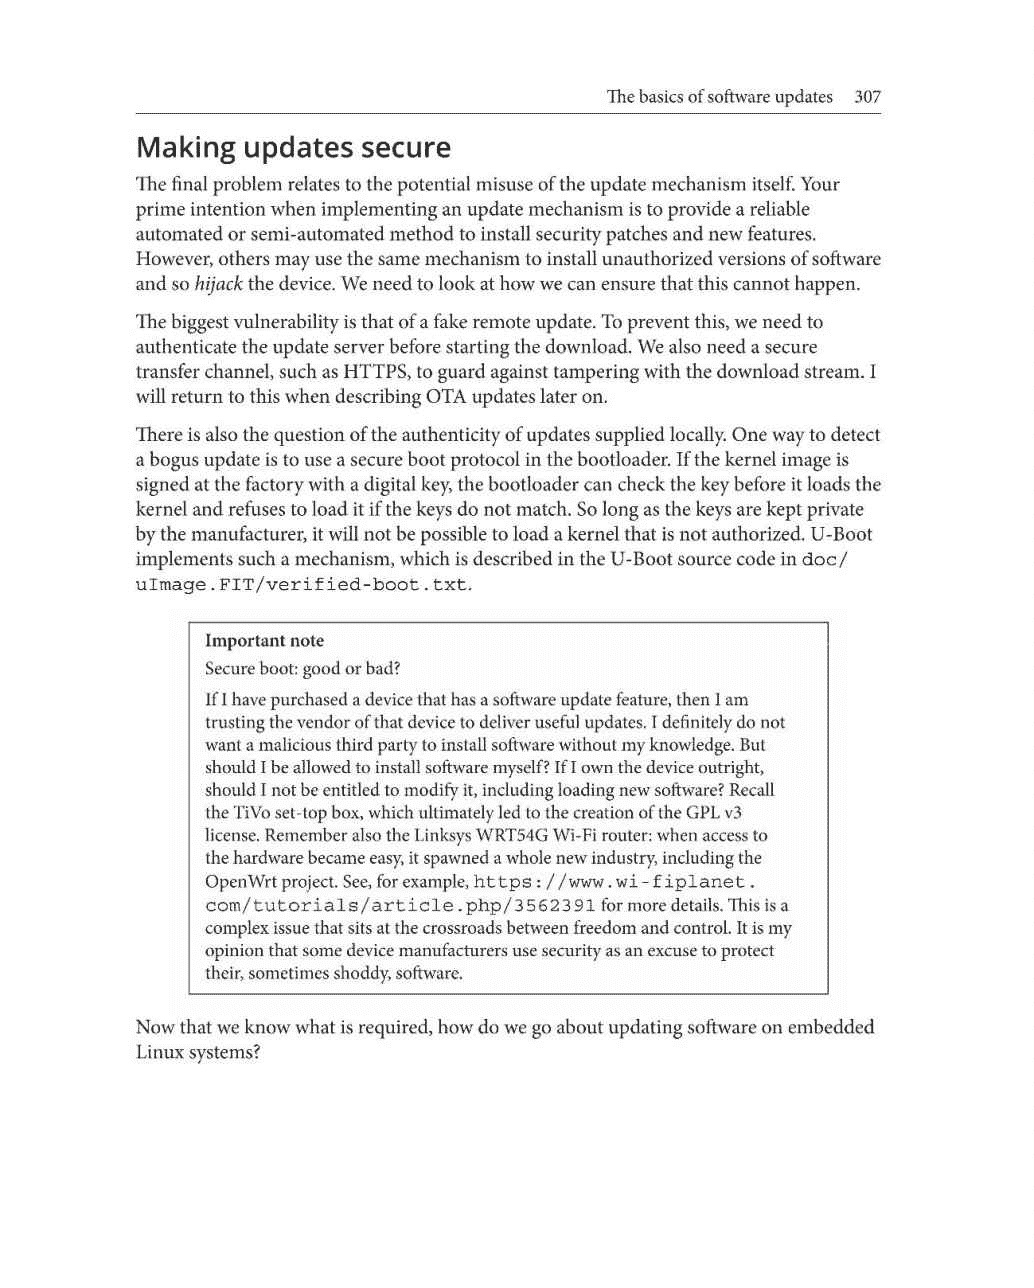 The basics of software updates 307
Making updates secure
The final problem relates to the potential misuse of the update mechanism itself. Your
prime intention when implementing an update mechanism is to provide a reliable
automated or semi-automated method to install security patches and new features.
However, others may use the same mechanism to install unauthorized versions of software
and so hijack the device. We need to look at how we can ensure that this cannot happen.
The biggest vulnerability is that of a fake remote update. To prevent this, we need to
authenticate the update server before starting the download. We also need a secure
transfer channel, such as HTTPS, to guard against tampering with the download stream. I
will return to this when describing OTA updates later on.
There is also the question of the authenticity of updates supplied locally. One way to detect
a bogus update is to use a secure boot protocol in the bootloader. If the kernel image is
signed at the factory with a digital key, the bootloader can check the key before it loads the
kernel and refuses to load it if the keys do not match. So long as the keys are kept private
by the manufacturer, it will not be possible to load a kernel that is not authorized. U-Boot
implements such a mechanism, which is described in the U-Boot source code in doc/
uImage.FIT/verified-boot.txt.
Important note
Secure boot: good or bad?
If I have purchased a device that has a software update feature, then I am
trusting the vendor of that device to deliver useful updates. I definitely do not
want a malicious third party to install software without my knowledge. But
should I be allowed to install software myself? If I own the device outright,
should I not be entitled to modify it, including loading new software? Recall
the TiVo set-top box, which ultimately led to the creation of the GPL v3
license. Remember also the Linksys WRT54G Wi-Fi router: when access to
the hardware became easy, it spawned a whole new industry, including the
OpenWrt project. See, for example, https://www.wi-fiplanet.
com/tutorials/article.php/3562391 for more details. This is a
complex issue that sits at the crossroads between freedom and control. It is my
opinion that some device manufacturers use security as an excuse to protect
their, sometimes shoddy, software.
Now that we know what is required, how do we go about updating software on embedded
Linux systems?